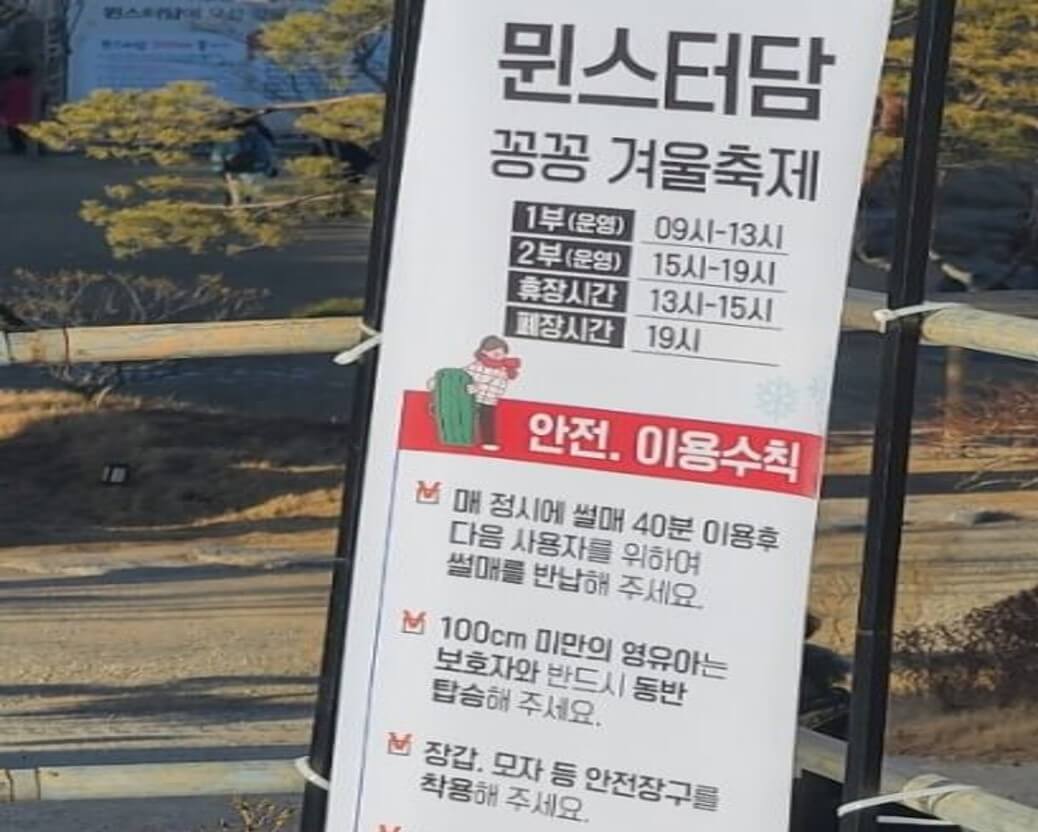 뮌스터담
꽁꽁 겨울축제
1부(운영) 09시-13시
2부(운영) 15시-19시
휴장시간 13시-15시
폐장시간 19시
안전. 이용수칙
매 정시에 썰매 40분 이용후
다음 사용자를 위하여
썰매를 반납해 주세요.
100cm 미만의 영유아는
보호자와 반드시 동반
탑승해 주세요.
장갑. 모자 등 안전장구를
착용해 주세요.